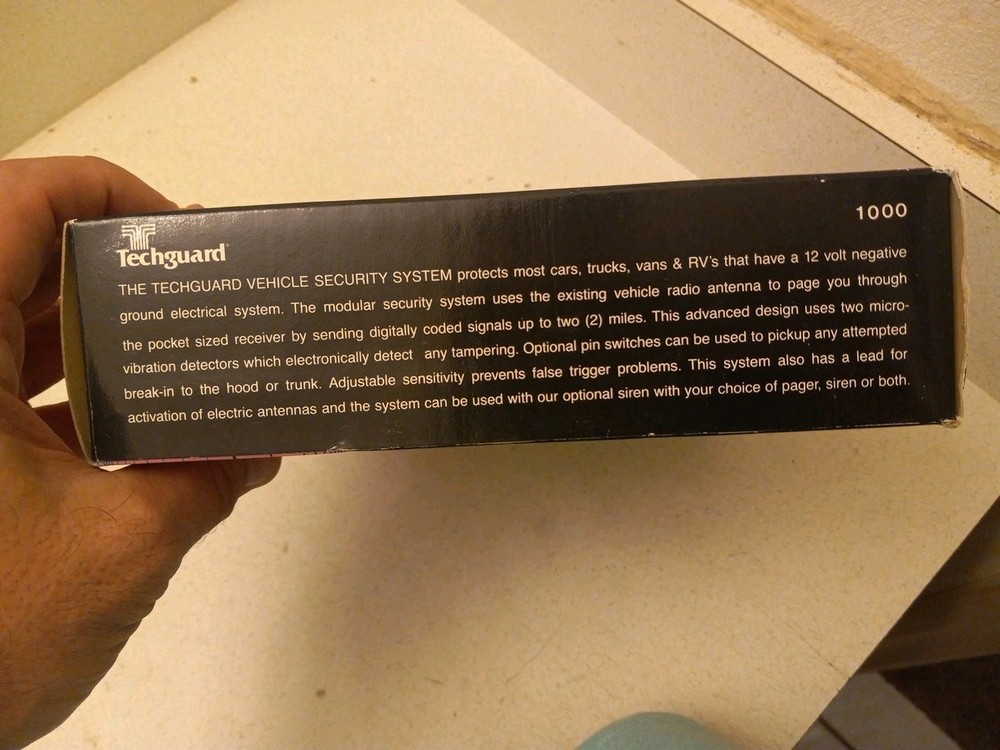 1000
Techguard®
THE TECHGUARD VEHICLE SECURITY SYSTEM protects most cars, trucks, vans & RV's that have a 12 volt negative
ground electrical system. The modular security system uses the existing vehicle radio antenna to page you through
the pocket sized receiver by sending digitally coded signals up to two (2) miles. This advanced design uses two micro-
vibration detectors which electronically detect any tampering. Optional pin switches can be used to pickup any attempted
break-in to the hood or trunk. Adjustable sensitivity prevents false trigger problems. This system also has a lead for
activation of electric antennas and the system can be used with our optional siren with your choice of pager, siren or both.